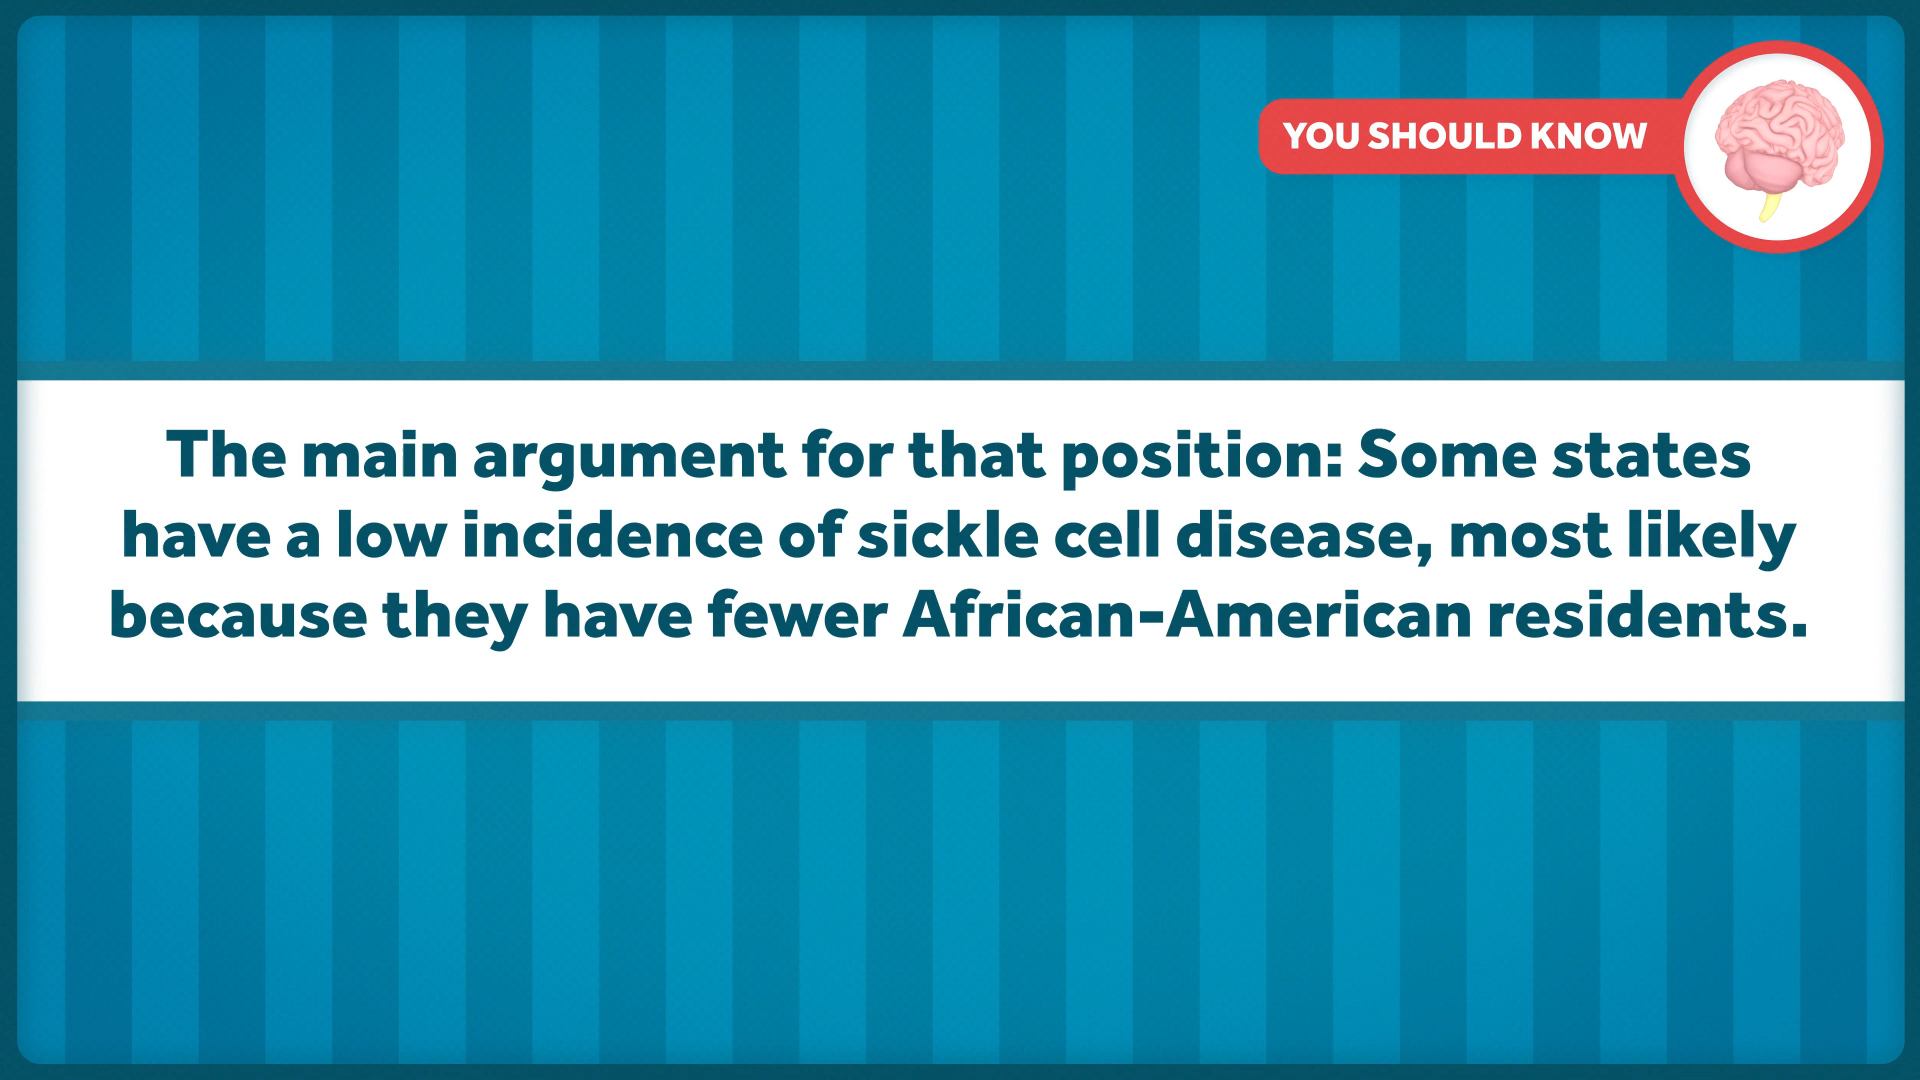 YOU SHOULD KNOW
The main argument for that position: Some states
have a low incidence of sickle cell disease, most likely
because they have fewer African-American residents.